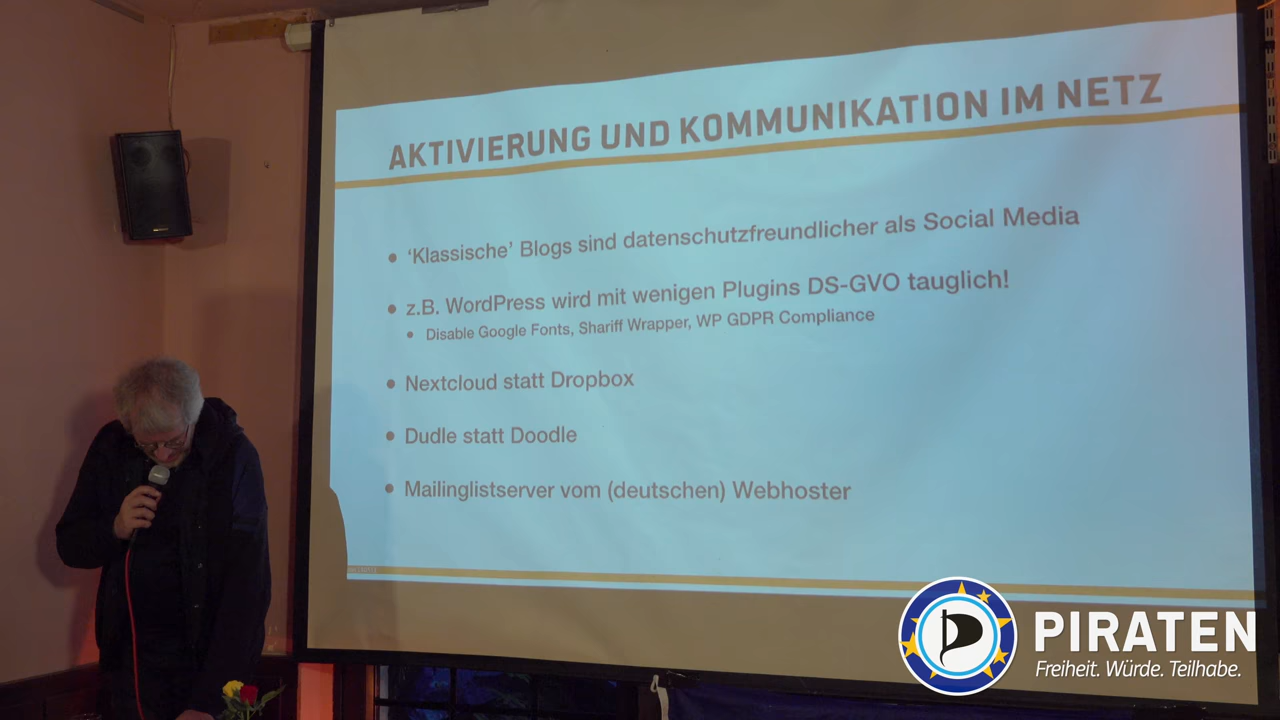 AKTIVIERUNG UND KOMMUNIKATION IM NETZ
• ‘Klassische’ Blogs sind datenschutzfreundlicher als Social Media
• z.B. WordPress wird mit wenigen Plugins DS-GVO tauglich!
• Disable Google Fonts, Shariff Wrapper, WP GDPR Compliance
• Nextcloud statt Dropbox
• Dudle statt Doodle
• Mailinglistserver vom (deutschen) Webhoster
PIRATEN
Freiheit. Würde. Teilhabe.